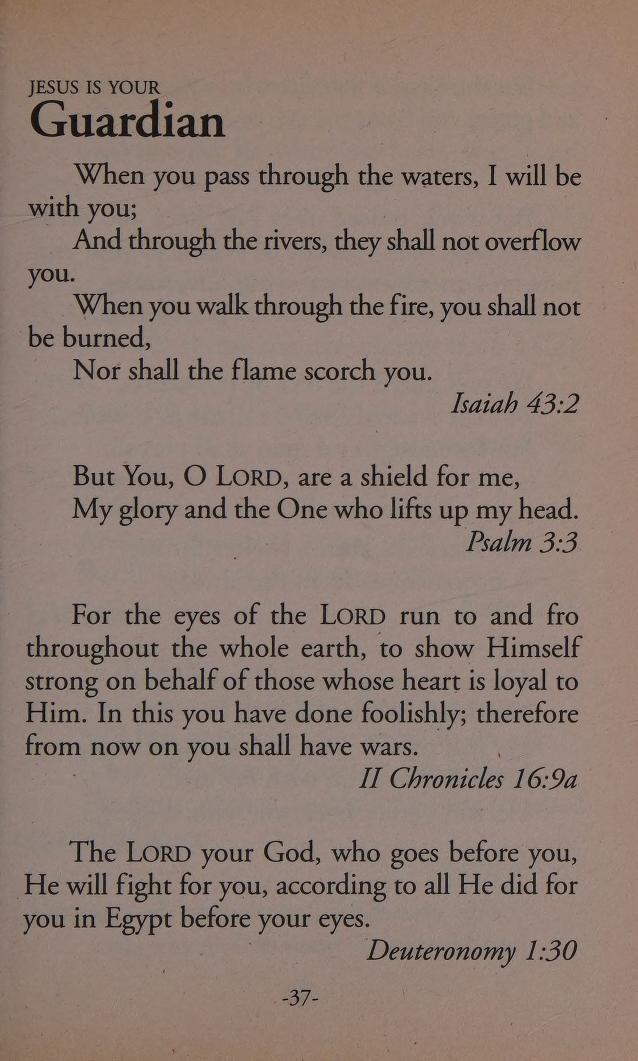 JESUS IS YOUR
Guardian
When you pass through the waters, I will be
with you;
And through the rivers, they shall not overflow
you.
When you walk through the fire, you shall not
be burned,
Nor shall the flame scorch you.
Isaiah 43:2
But You, O LORD, are a shield for me,
My glory and the One who lifts up my head.
Psalm 3:3
For the eyes of the LORD run to and fro
throughout the whole earth, to show Himself
strong on behalf of those whose heart is loyal to
Him. In this you have done foolishly; therefore
from now on you shall have wars.
II Chronicles 16:9a
The LORD your God, who goes before you,
He will fight for you, according to all He did for
you in Egypt before your eyes.
Deuteronomy 1:30
-37-